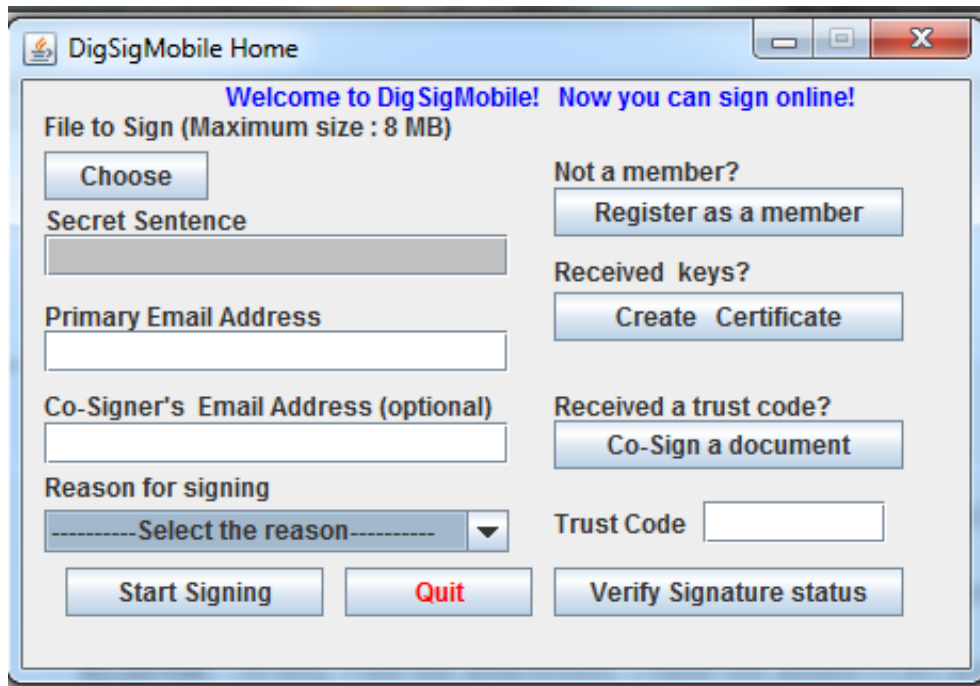 DigSigMobile Home
Welcome to DigSigMobile!  Now you can sign online!
File to Sign (Maximum size : 8 MB)
Choose
Secret Sentence
Primary Email Address
Co-Signer's  Email Address (optional)
Reason for signing
----------Select the reason----------
Start Signing
Quit
Not a member?
Register as a member
Received  keys?
Create  Certificate
Received a trust code?
Co-Sign a document
Trust Code
Verify Signature status